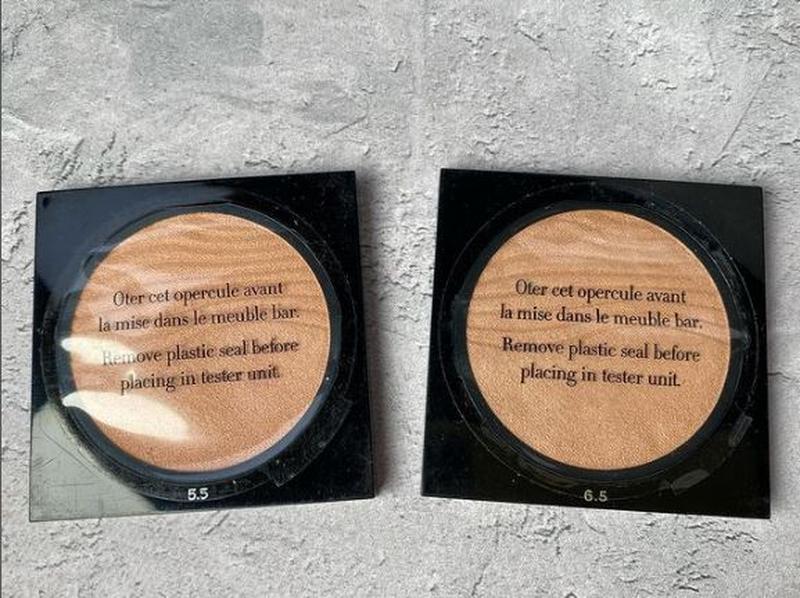 Oter cet opercule avant
la mise dans le meuble bar.
Remove plastic seal before
placing in tester unit.
5.5
Oter cet opercule avant
la mise dans le meuble bar.
Remove plastic seal before
placing in tester unit.
6.5